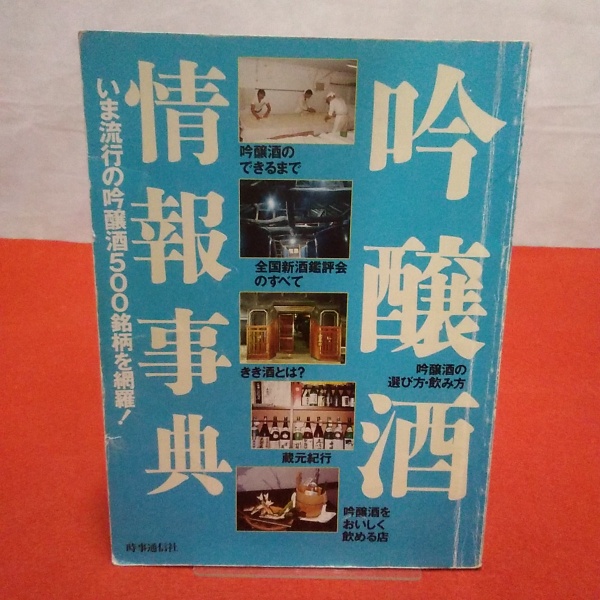 吟醸酒
情報事典
いま流行の吟醸酒500銘柄を網羅！
吟醸酒の
できるまで
全国新酒鑑評会
のすべて
きき酒とは？
吟醸酒の
選び方・飲み方
蔵元紀行
吟醸酒を
おいしく
飲める店
時事通信社